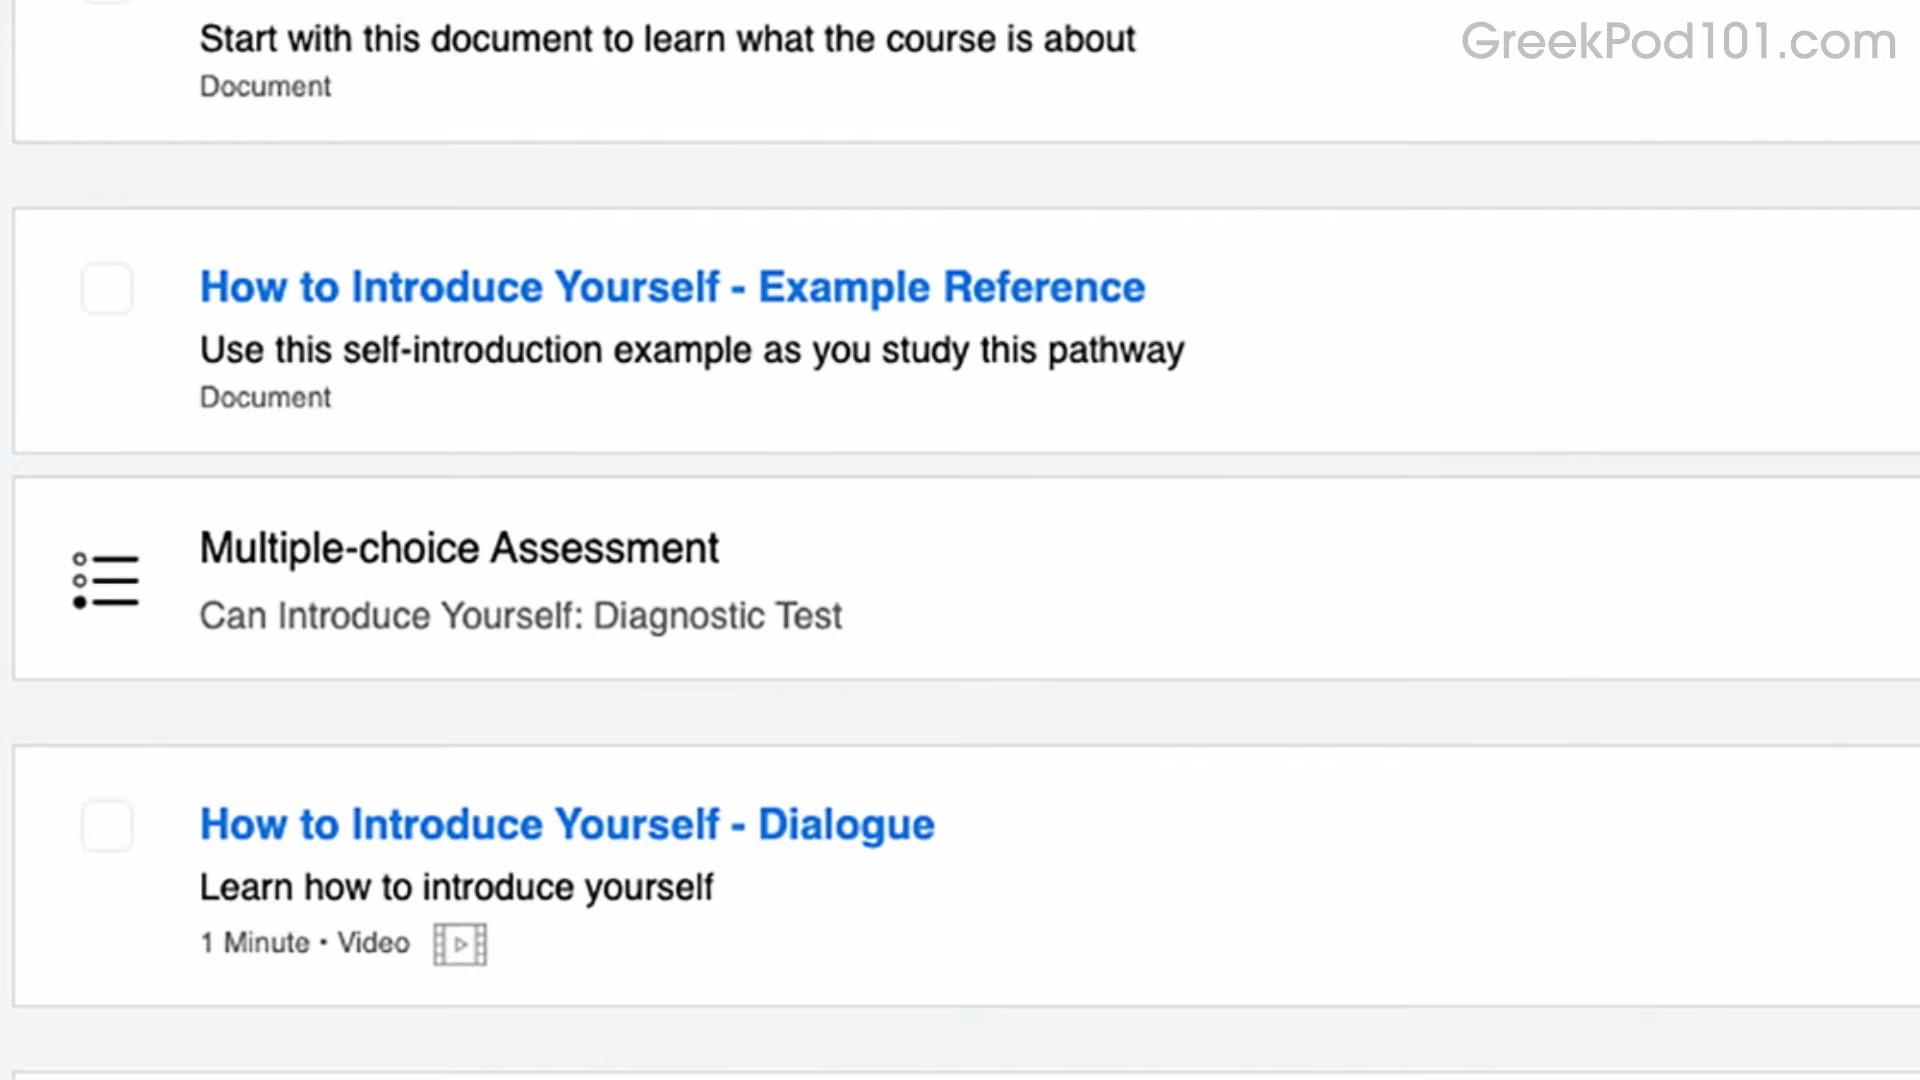 GreekPod101.com
Start with this document to learn what the course is about
Document
How to Introduce Yourself - Example Reference
Use this self-introduction example as you study this pathway
Document
Multiple-choice Assessment
Can Introduce Yourself: Diagnostic Test
How to Introduce Yourself - Dialogue
Learn how to introduce yourself
1 Minute • Video